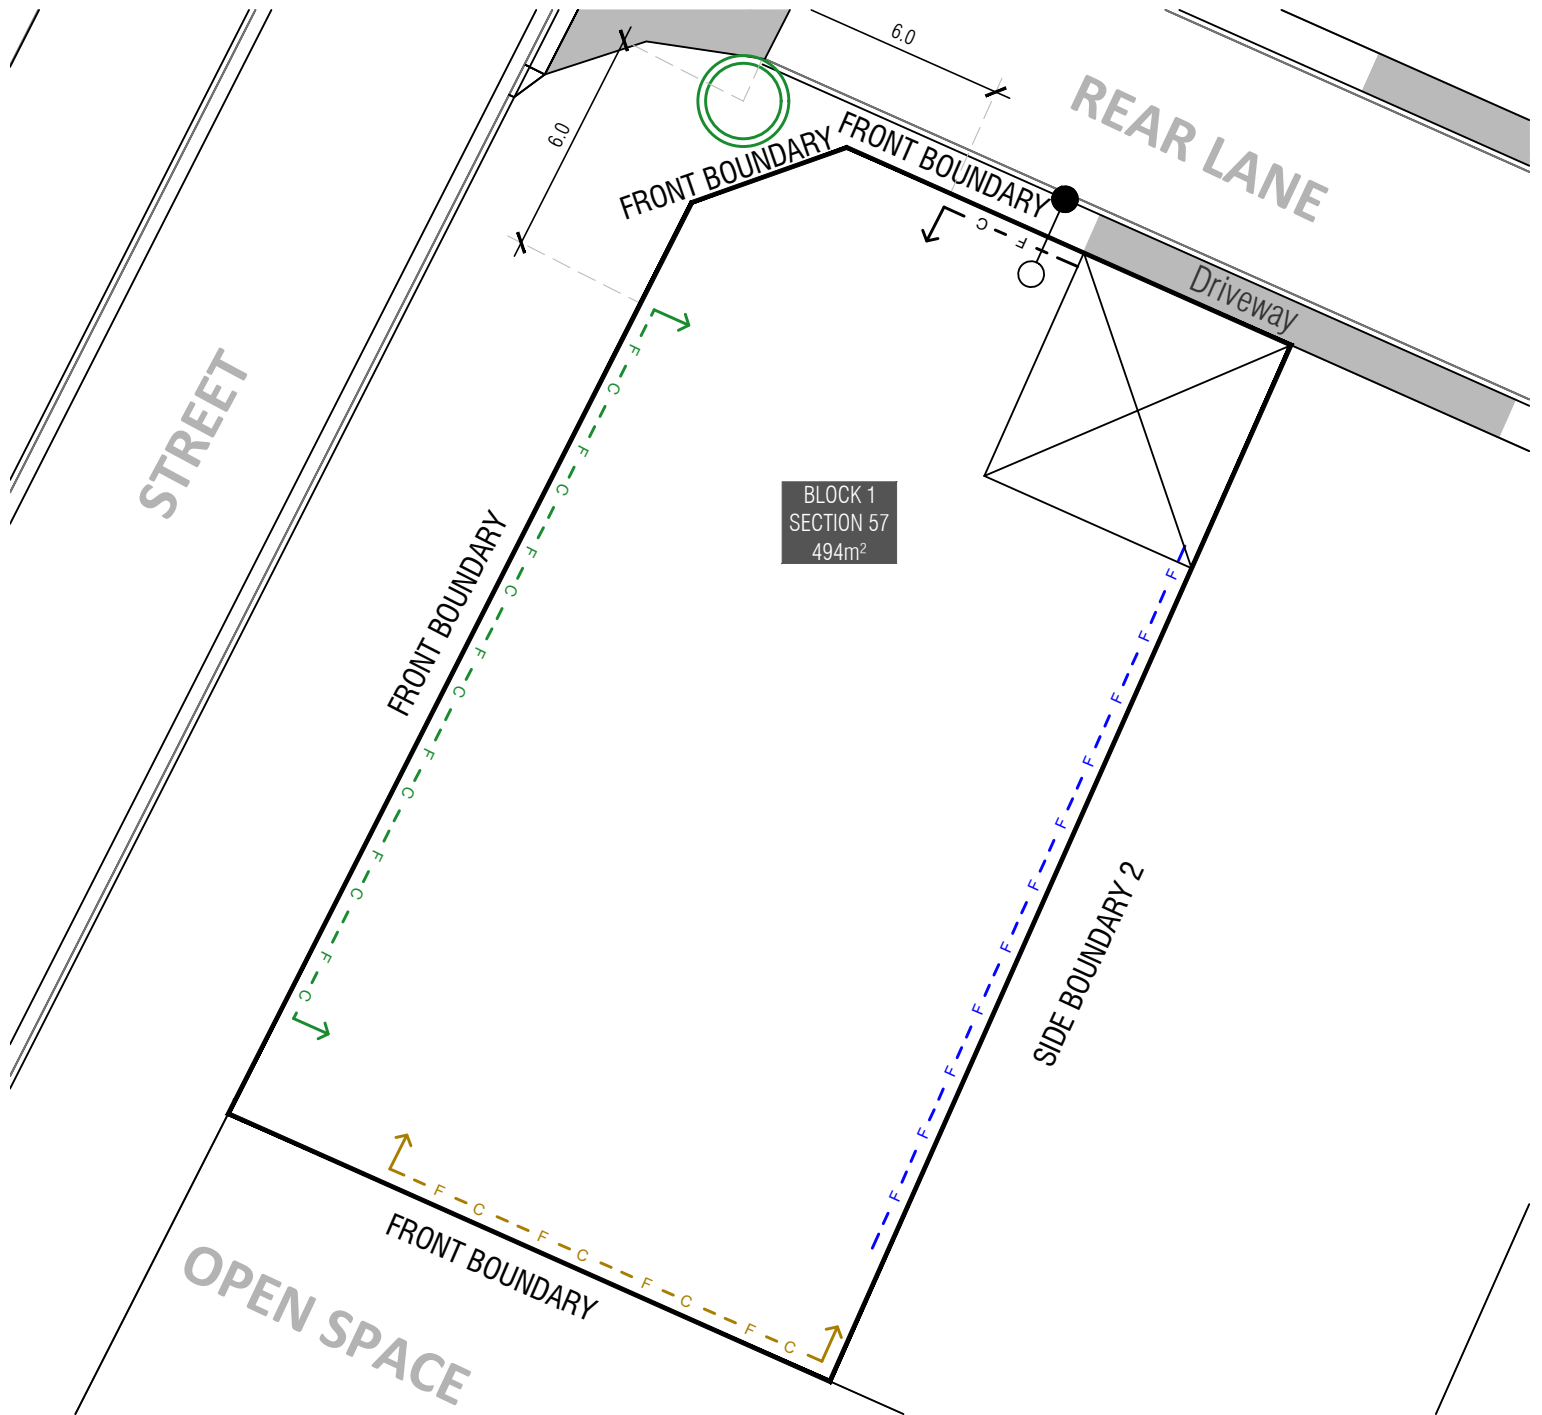 6.0
REAR LANE
6.0
FRONT BOUNDARY
FRONT BOUNDARY
C F
Driveway
F C F C F C F C F C F C F C
STREET
BLOCK 1
SECTION 57
494m²
FRONT BOUNDARY
F F F F F F F F F F F
SIDE BOUNDARY 2
F C F C F C F C
FRONT BOUNDARY
OPEN SPACE